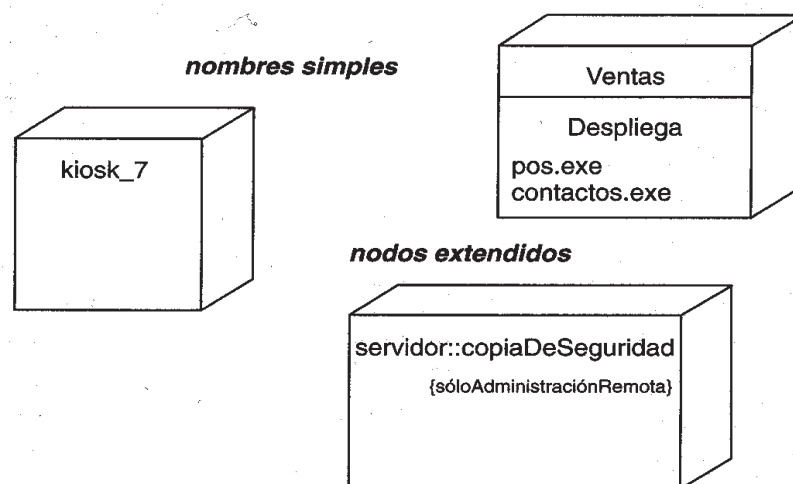 nombres simples
kiosk_7
Ventas
Despliega
pos.exe
contactos.exe
nodos extendidos
servidor::copiaDeSeguridad
{sóloAdministraciónRemota}